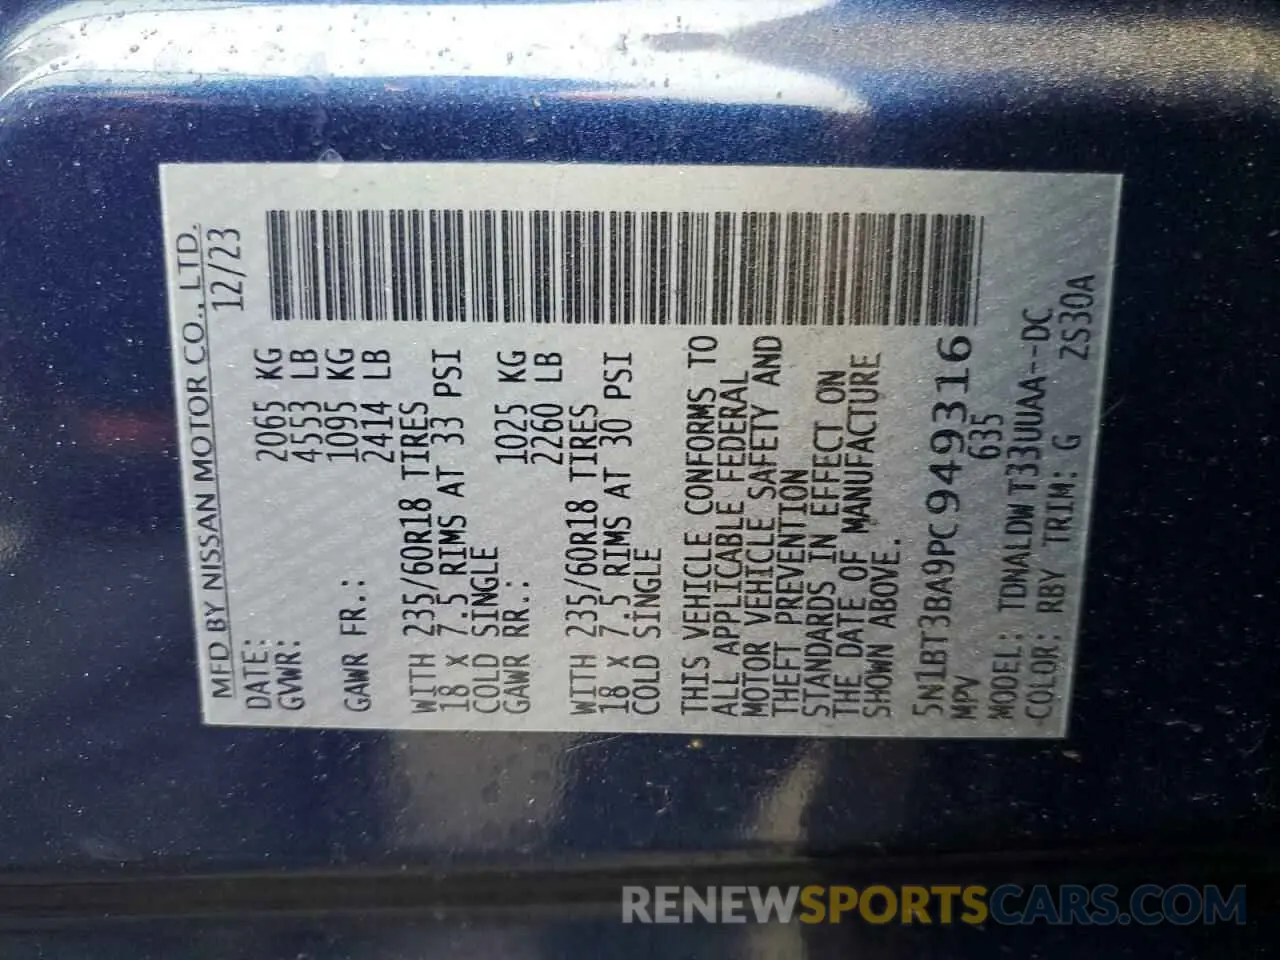 MFD BY NISSAN MOTOR CO., LTD.
DATE: 12/23
GVWR: 2065 KG
4553 LB
GAWR FR.: 1095 KG
2414 LB
WITH 235/60R18 TIRES
18 X 7.5 RIMS AT 33 PSI
COLD SINGLE
GAWR RR.: 1025 KG
2260 LB
WITH 235/60R18 TIRES
18 X 7.5 RIMS AT 30 PSI
COLD SINGLE
THIS VEHICLE CONFORMS TO
ALL APPLICABLE FEDERAL
MOTOR VEHICLE SAFETY AND
THEFT PREVENTION
STANDARDS IN EFFECT ON
THE DATE OF MANUFACTURE
SHOWN ABOVE.
5N1BT3BA9PC949316
MPV 635
MODEL: TDNALDW T33UUAA--DC
COLOR: RBY TRIM: G ZS30A
RENEWSPORTSCARS.COM